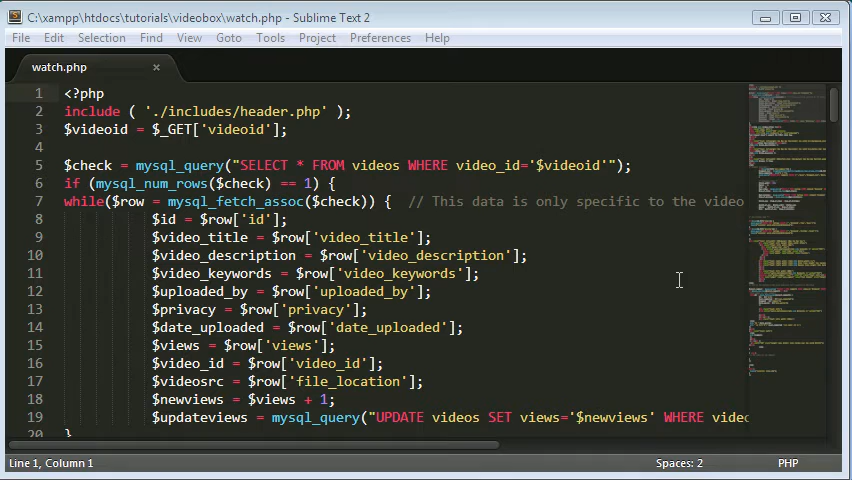 C:\xampp\htdocs\tutorials\videobox\watch.php - Sublime Text 2
File Edit Selection Find View Goto Tools Project Preferences Help
watch.php ×
1 <?php
2 include ( './includes/header.php' );
3 $videoid = $_GET['videoid'];
4
5 $check = mysql_query("SELECT * FROM videos WHERE video_id='$videoid'");
6 if (mysql_num_rows($check) == 1) {
7 while($row = mysql_fetch_assoc($check)) { // This data is only specific to the video
8 $id = $row['id'];
9 $video_title = $row['video_title'];
10 $video_description = $row['video_description'];
11 $video_keywords = $row['video_keywords'];
12 $uploaded_by = $row['uploaded_by'];
13 $privacy = $row['privacy'];
14 $date_uploaded = $row['date_uploaded'];
15 $views = $row['views'];
16 $video_id = $row['video_id'];
17 $videosrc = $row['file_location'];
18 $newviews = $views + 1;
19 $updateviews = mysql_query("UPDATE videos SET views='$newviews' WHERE video
20 }
Line 1, Column 1 Spaces: 2 PHP